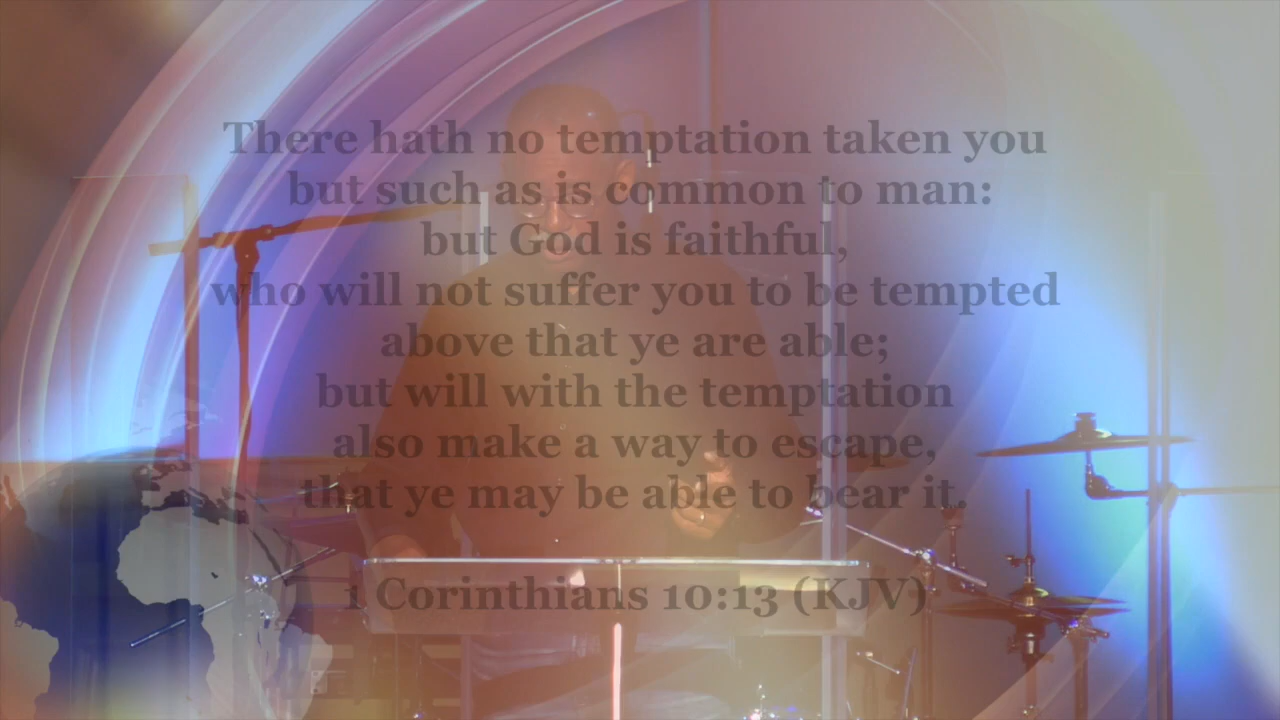 There hath no temptation taken you
but such as is common to man:
but God is faithful,
who will not suffer you to be tempted
above that ye are able;
but will with the temptation
also make a way to escape,
that ye may be able to bear it.
1 Corinthians 10:13 (KJV)